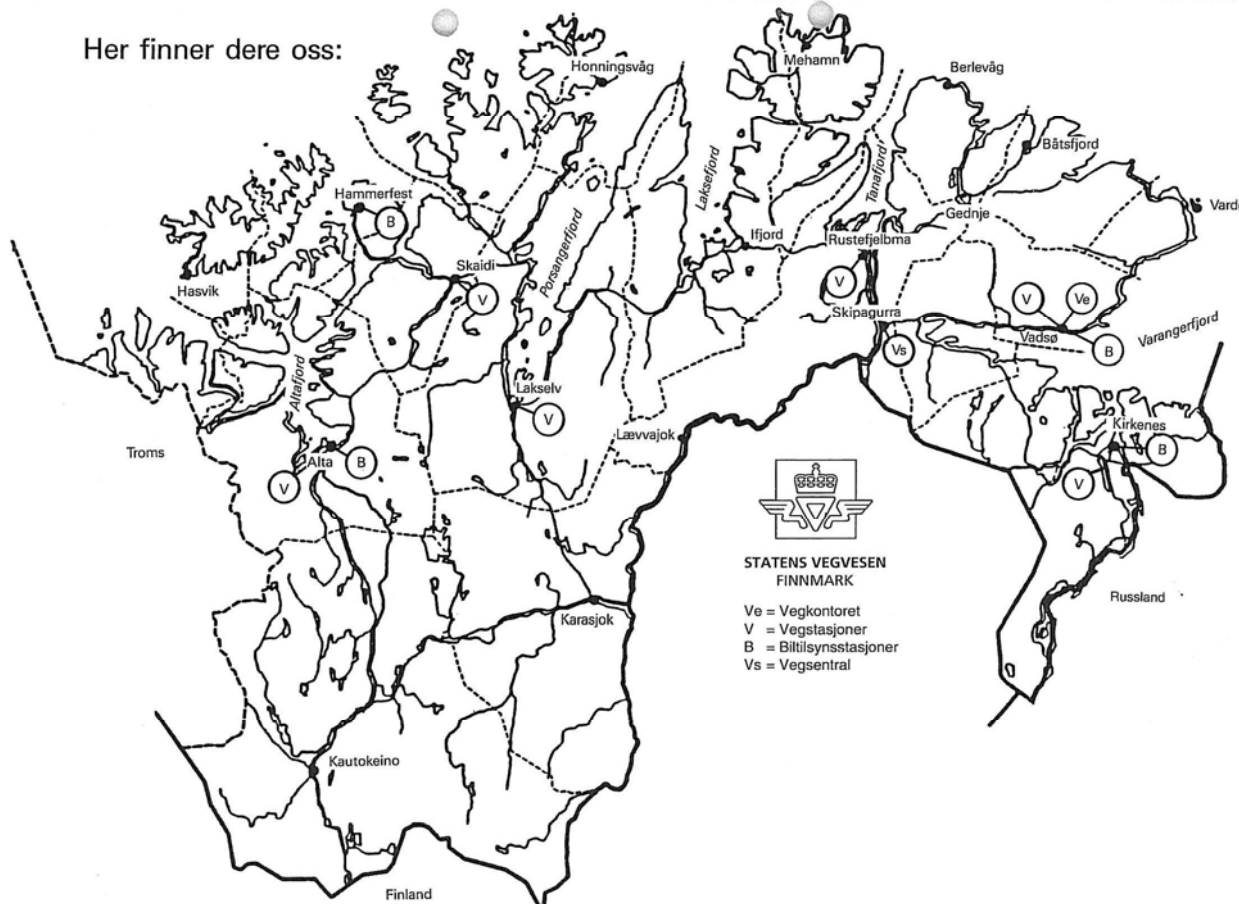 Her finner dere oss:
Honningsvåg
Mehamn
Berlevåg
Båtsfjord
Hammerfest
B
Laksefjord
Tanafjord
Gednje
Vard
Hasvik
Skaidi
V
Porsangerfjord
Ifjord
Rustefjelbma
V
Skipagurra
Vs
V
Ve
Vadsø
B
Varangerfjord
Altafjord
Lakselv
V
Lævvajok
Kirkenes
B
V
Troms
Alta
B
V
STATENS VEGVESEN
FINNMARK
Ve = Vegkontoret
V = Vegstasjoner
B = Biltilsynsstasjoner
Vs = Vegsentral
Karasjok
Russland
Kautokeino
Finland